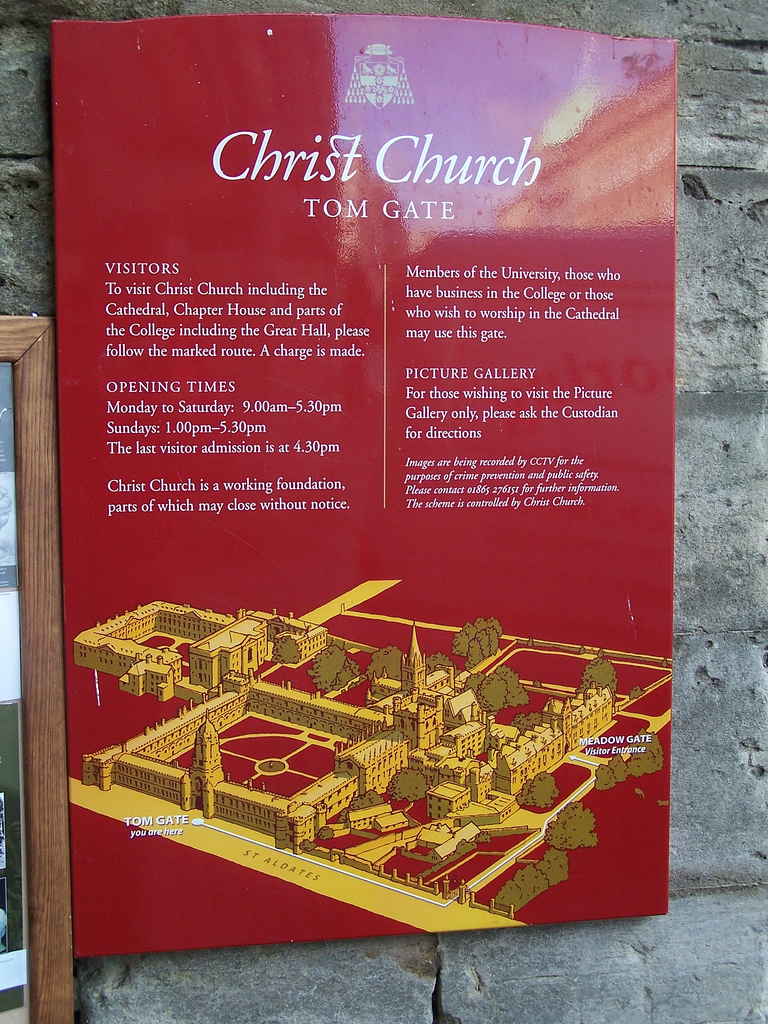 Christ Church
TOM GATE
VISITORS
To visit Christ Church including the
Cathedral, Chapter House and parts of
the College including the Great Hall, please
follow the marked route. A charge is made.
OPENING TIMES
Monday to Saturday: 9.00am–5.30pm
Sundays: 1.00pm–5.30pm
The last visitor admission is at 4.30pm
Christ Church is a working foundation,
parts of which may close without notice.
Members of the University, those who
have business in the College or those
who wish to worship in the Cathedral
may use this gate.
PICTURE GALLERY
For those wishing to visit the Picture
Gallery only, please ask the Custodian
for directions
Images are being recorded by CCTV for the
purposes of crime prevention and public safety.
Please contact 01865 276151 for further information.
The scheme is controlled by Christ Church.
MEADOW GATE
Visitor Entrance
TOM GATE
you are here
ST ALDATES